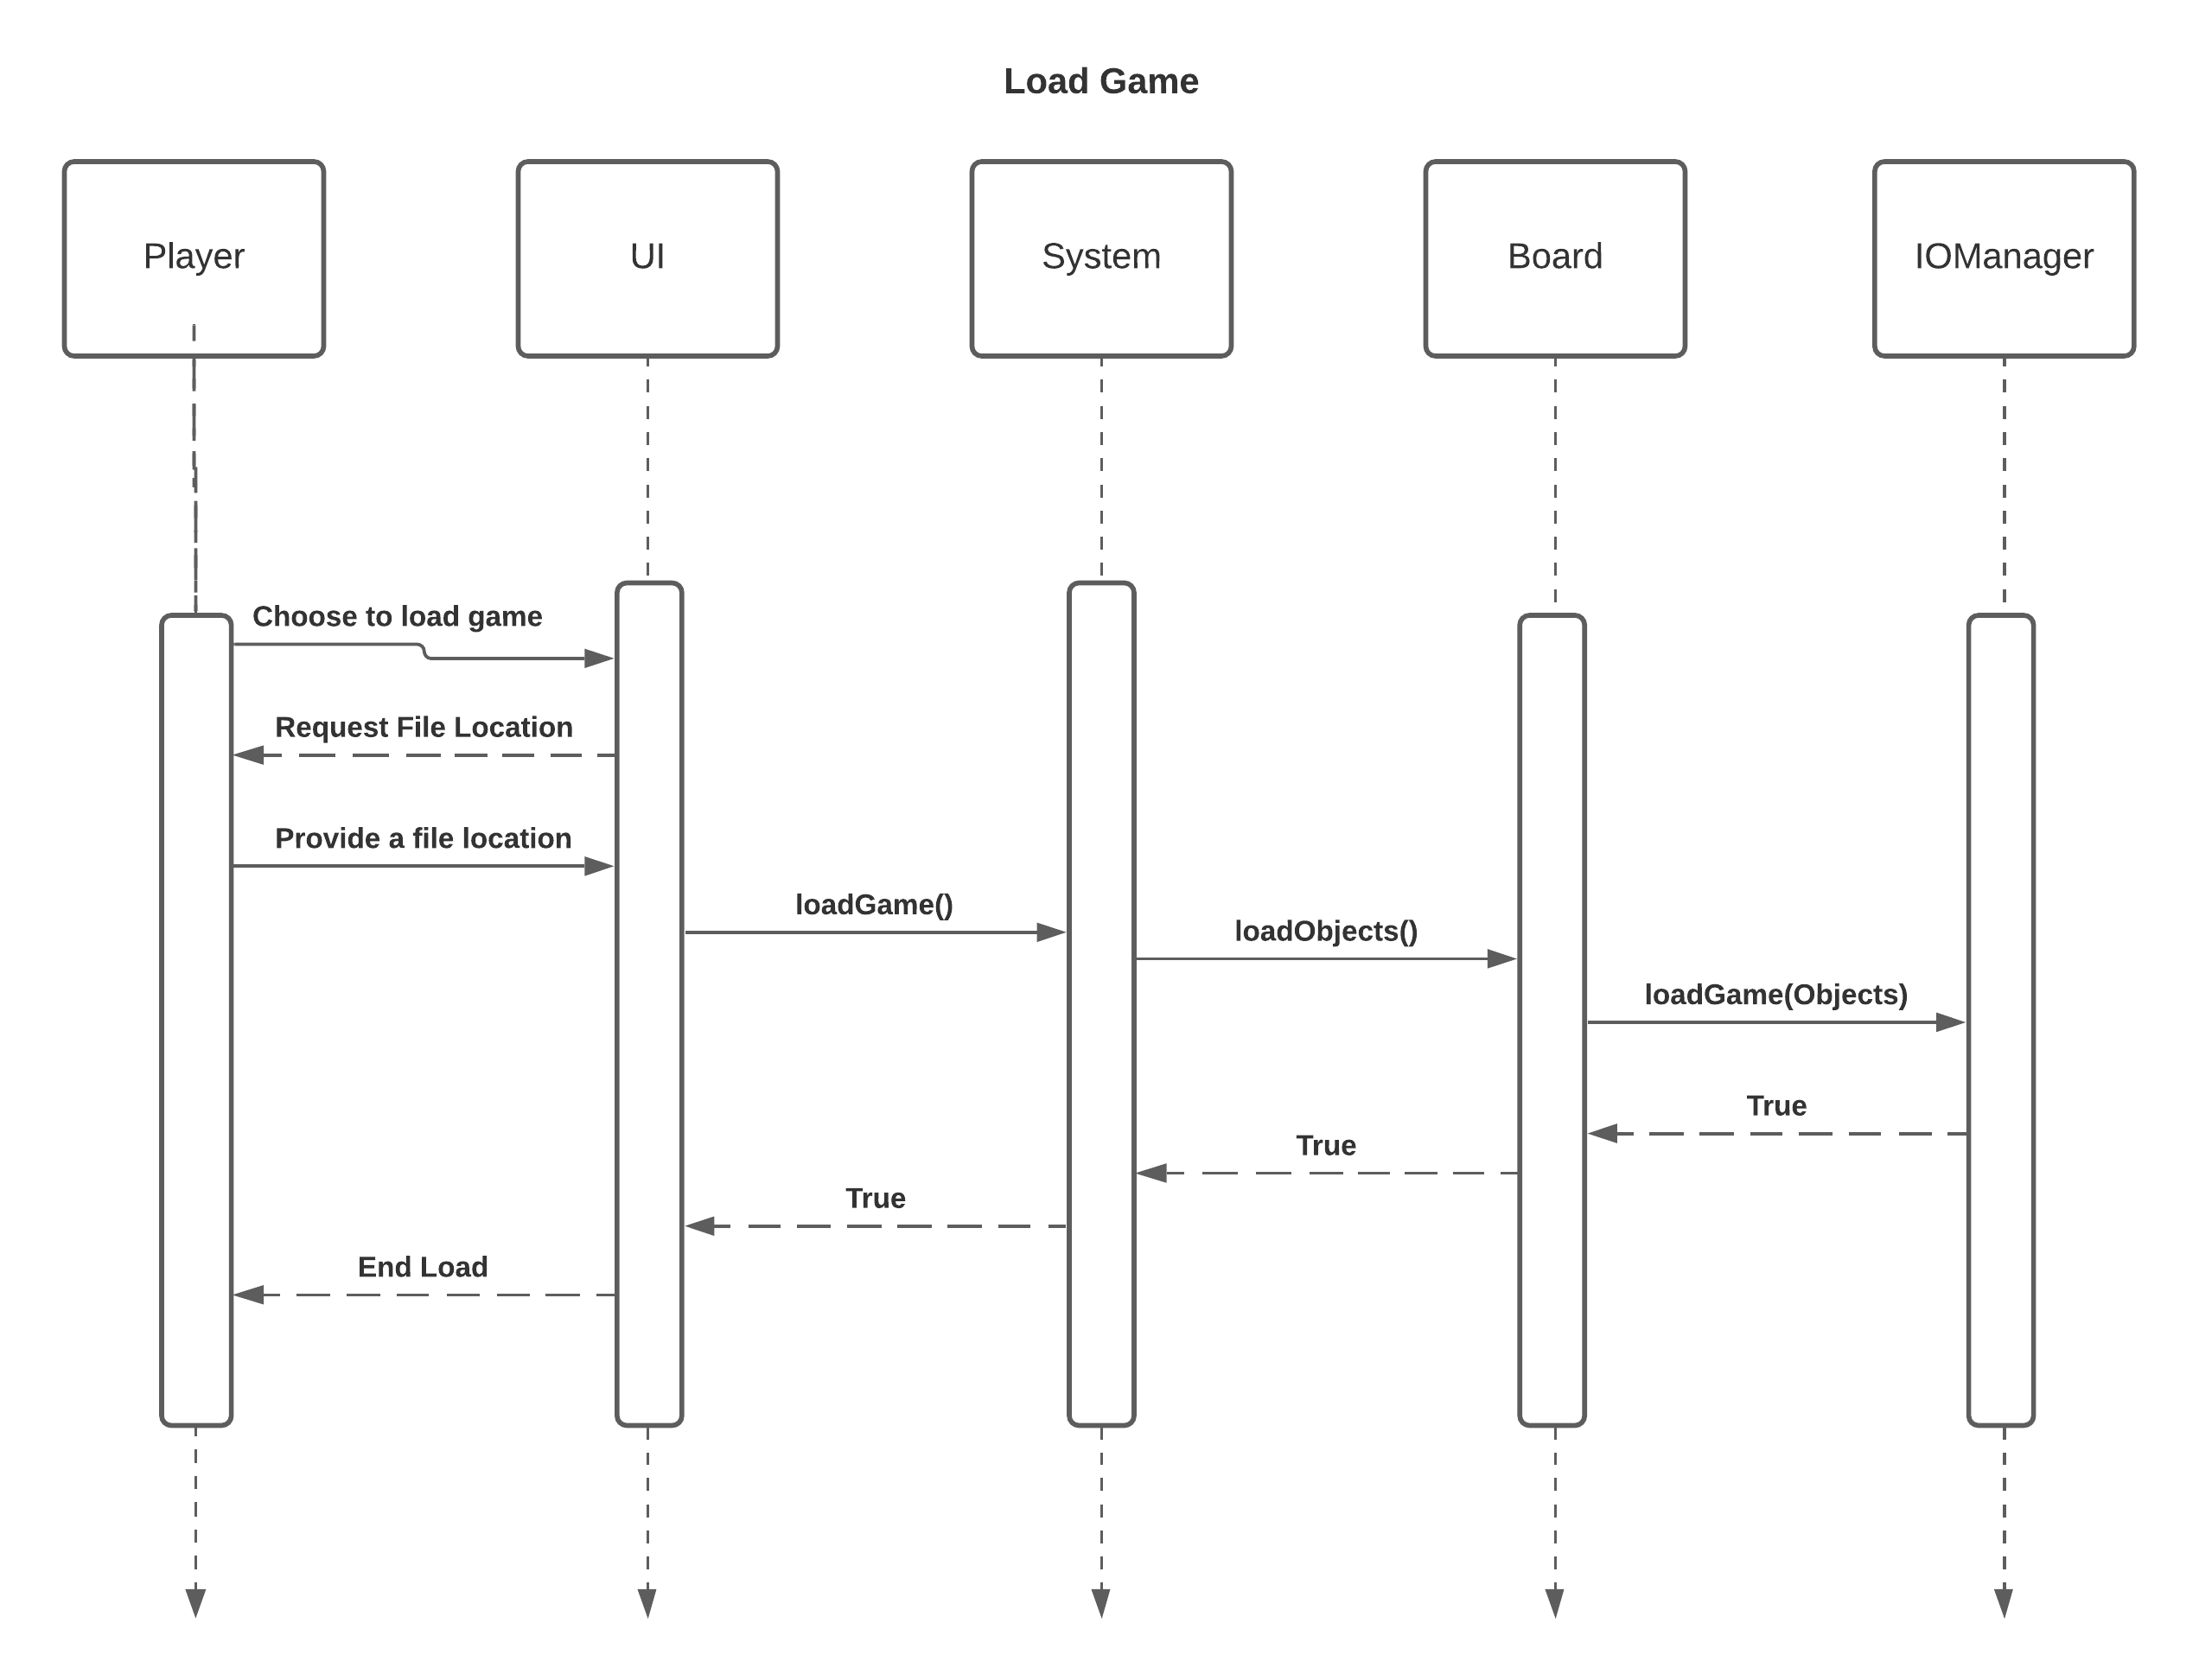 Load Game
Player
UI
System
Board
IOManager
Choose to load game
Request File Location
Provide a file location
loadGame()
loadObjects()
loadGame(Objects)
True
True
True
End Load